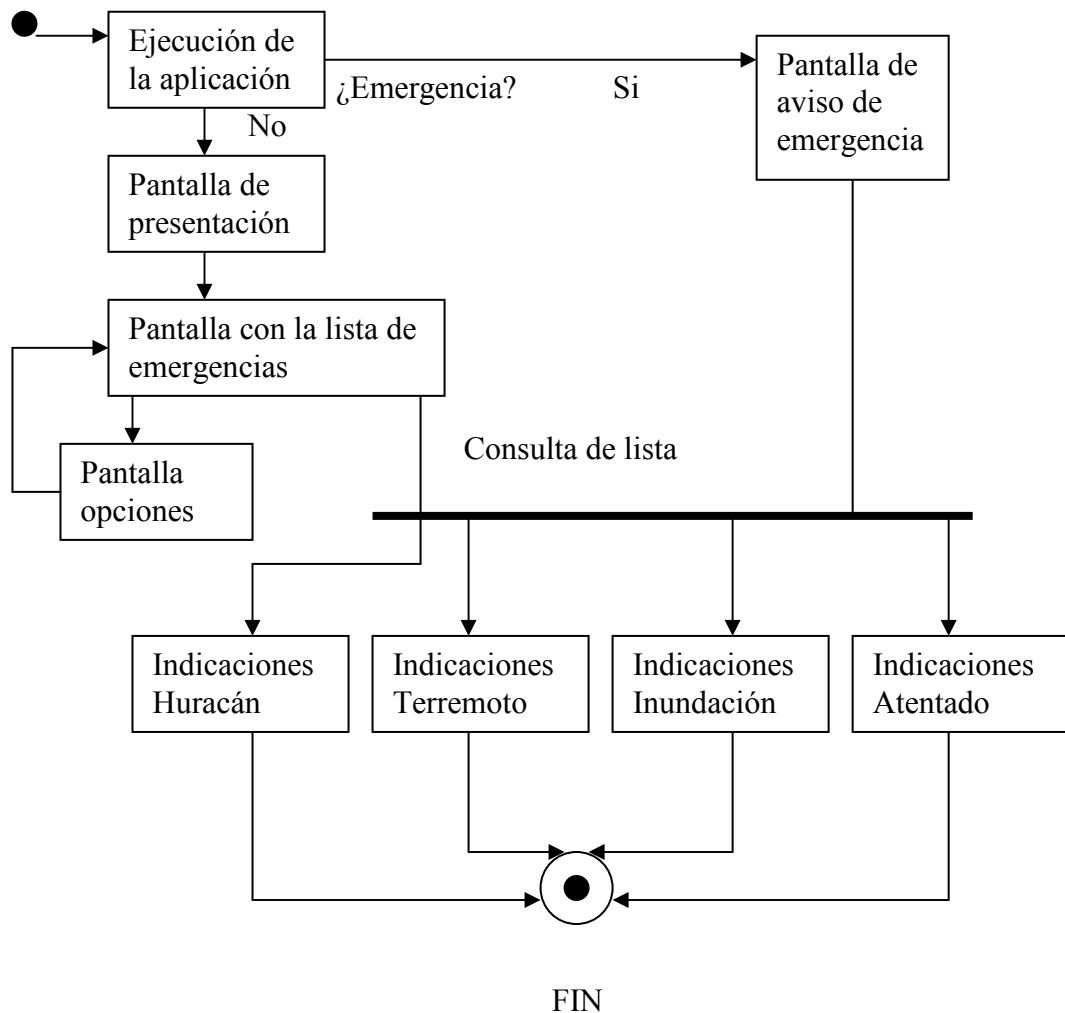 Ejecución de
la aplicación
¿Emergencia?
Si
Pantalla de
aviso de
emergencia
No
Pantalla de
presentación
Pantalla con la lista de
emergencias
Pantalla
opciones
Consulta de lista
Indicaciones
Huracán
Indicaciones
Terremoto
Indicaciones
Inundación
Indicaciones
Atentado
FIN